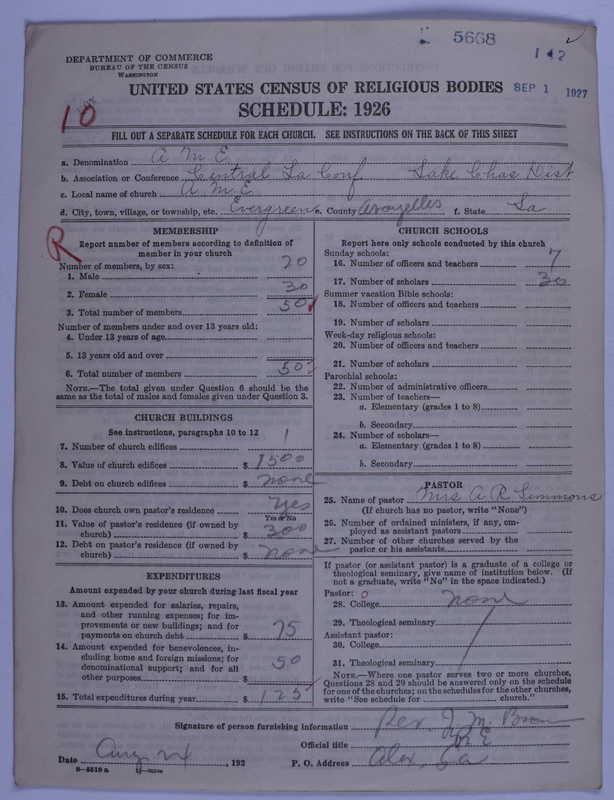 5668
112
DEPARTMENT OF COMMERCE
BUREAU OF THE CENSUS
WASHINGTON
UNITED STATES CENSUS OF RELIGIOUS BODIES
SEP 1 1927
SCHEDULE: 1926
10
FILL OUT A SEPARATE SCHEDULE FOR EACH CHURCH. SEE INSTRUCTIONS ON THE BACK OF THIS SHEET
a. Denomination A M E
b. Association or Conference Central La Conf Lake Chas Dist
c. Local name of church A M E
d. City, town, village, or township, etc. Evergreen e. County Avoyelles f. State La
R
MEMBERSHIP
Report number of members according to definition of
member in your church
Number of members, by sex:
1. Male 20
2. Female 30
3. Total number of members 50
Number of members under and over 13 years old:
4. Under 13 years of age
5. 13 years old and over
6. Total number of members 50
NOTE.—The total given under Question 6 should be the
same as the total of males and females given under Question 3.
CHURCH BUILDINGS
See instructions, paragraphs 10 to 12
7. Number of church edifices 1
8. Value of church edifices $ 1500
9. Debt on church edifices $ none
10. Does church own pastor's residence Yes
Yes or No
11. Value of pastor's residence (if owned by
church) $ 300
12. Debt on pastor's residence (if owned by
church) $ none
EXPENDITURES
Amount expended by your church during last fiscal year
13. Amount expended for salaries, repairs,
and other running expenses; for im-
provements or new buildings; and for
payments on church debt $ 75
14. Amount expended for benevolences, in-
cluding home and foreign missions; for
denominational support; and for all
other purposes $ 50
15. Total expenditures during year $ 125
CHURCH SCHOOLS
Report here only schools conducted by this church
Sunday schools:
16. Number of officers and teachers 7
17. Number of scholars 30
Summer vacation Bible schools:
18. Number of officers and teachers
19. Number of scholars
Week-day religious schools:
20. Number of officers and teachers
21. Number of scholars
Parochial schools:
22. Number of administrative officers
23. Number of teachers—
a. Elementary (grades 1 to 8)
b. Secondary
24. Number of scholars—
a. Elementary (grades 1 to 8)
b. Secondary
PASTOR
25. Name of pastor Mrs A R Simmons
(If church has no pastor, write "None")
26. Number of ordained ministers, if any, em-
ployed as assistant pastors
27. Number of other churches served by the
pastor or his assistants
If pastor (or assistant pastor) is a graduate of a college or
theological seminary, give name of institution below. (If
not a graduate, write "No" in the space indicated.)
Pastor: 0
28. College none
29. Theological seminary
Assistant pastor:
30. College
31. Theological seminary
NOTE.—Where one pastor serves two or more churches,
Questions 28 and 29 should be answered only on the schedule
for one of the churches; on the schedules for the other churches,
write "See schedule for church."
Signature of person furnishing information Rev. J. M. Brown
Official title P. E
Date Aug 24, 192 P. O. Address Alex, La
8—5518 a